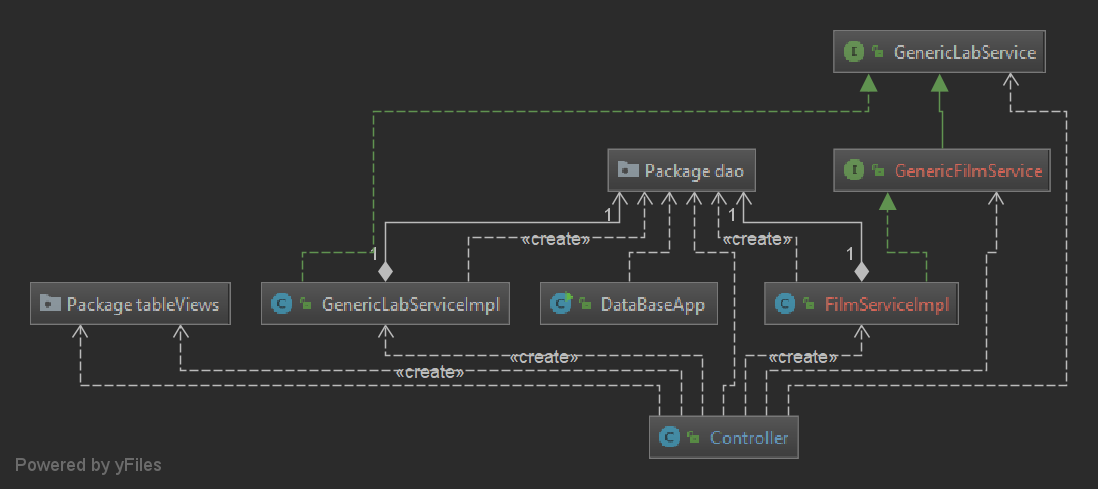 GenericLabService
Package dao
GenericFilmService
1
1
«create»
«create»
1
1
Package tableViews
GenericLabServiceImpl
DataBaseApp
FilmServiceImpl
«create»
«create»
«create»
Controller
Powered by yFiles